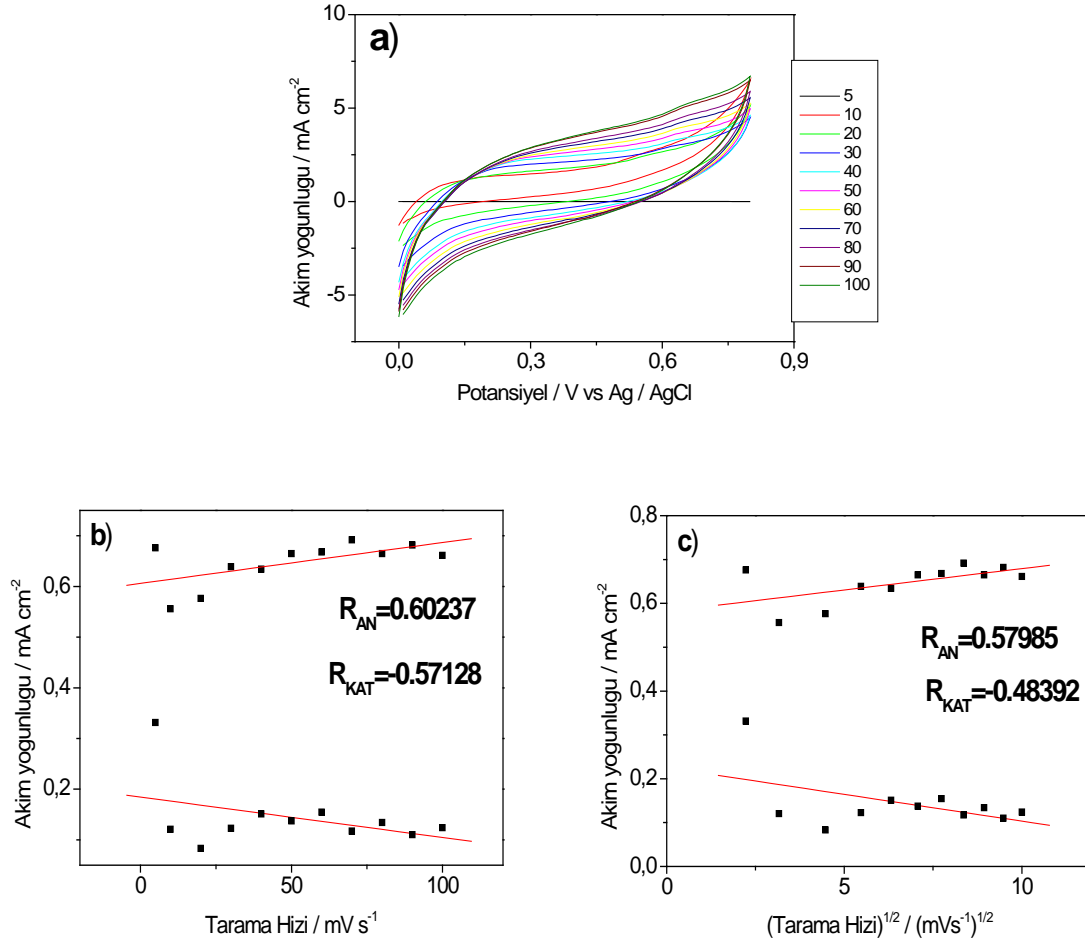 a)
10
5
0
-5
0,0 0,3 0,6 0,9
Akim yogunlugu / mA cm-2
Potansiyel / V vs Ag / AgCl
5
10
20
30
40
50
60
70
80
90
100
b)
0,6
0,4
0,2
0 50 100
Akim yogunlugu / mA cm-2
Tarama Hizi / mV s-1
RAN=0.60237
RKAT=-0.57128
c)
0,8
0,6
0,4
0,2
0,0
0 5 10
Akim yogunlugu / mA cm-2
(Tarama Hizi)1/2 / (mVs-1)1/2
RAN=0.57985
RKAT=-0.48392